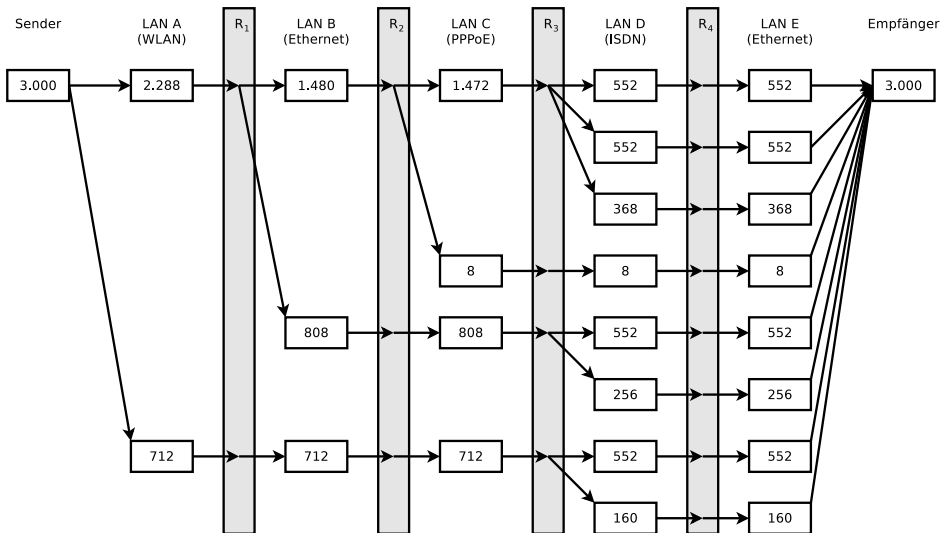 Sender LAN A R1 LAN B R2 LAN C R3 LAN D R4 LAN E Empfänger
(WLAN) (Ethernet) (PPPoE) (ISDN) (Ethernet)
3.000 2.288 1.480 1.472 552 552 3.000
552 552
368 368
8 8 8
808 808 552 552
256 256
712 712 712 552 552
160 160